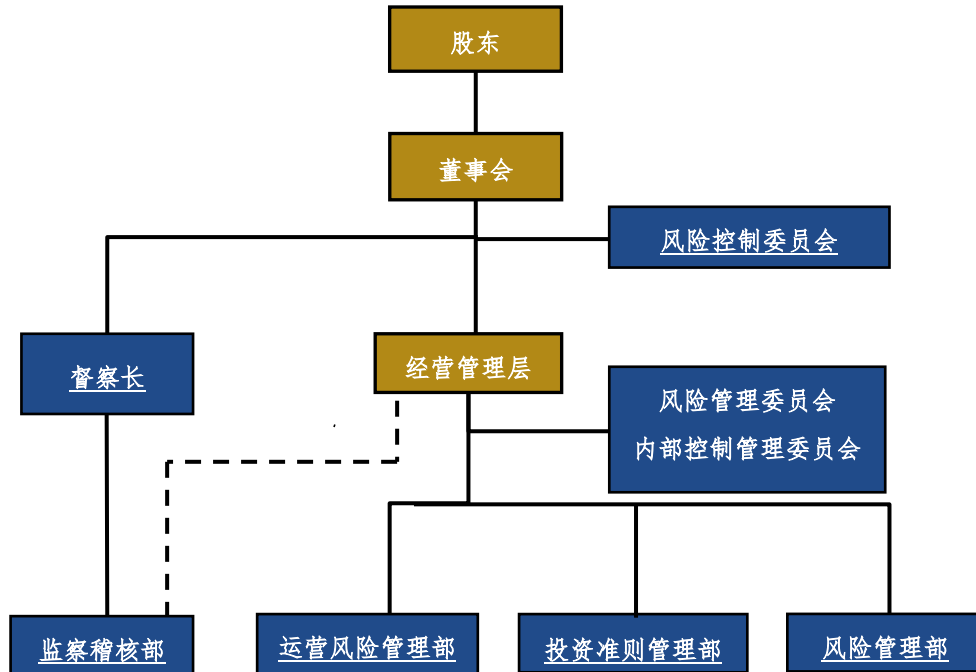 股东
董事会
风险控制委员会
督察长
经营管理层
风险管理委员会
内部控制管理委员会
监察稽核部
运营风险管理部
投资准则管理部
风险管理部